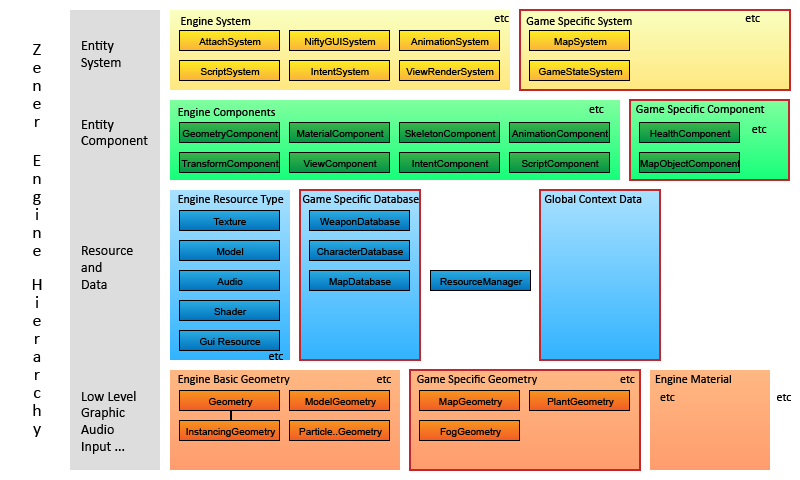 Zener Engine Hierarchy
Entity
System
Engine System
etc
AttachSystem
NiftyGUISystem
AnimationSystem
ScriptSystem
IntentSystem
ViewRenderSystem
Game Specific System
etc
MapSystem
GameStateSystem
Entity
Component
Engine Components
etc
GeometryComponent
MaterialComponent
SkeletonComponent
AnimationComponent
TransformComponent
ViewComponent
IntentComponent
ScriptComponent
Game Specific Component
HealthComponent
etc
MapObjectComponent
Resource
and
Data
Engine Resource Type
Texture
Model
Audio
Shader
Gui Resource
etc
Game Specific Database
WeaponDatabase
CharacterDatabase
MapDatabase
ResourceManager
Global Context Data
Low Level
Graphic
Audio
Input ...
Engine Basic Geometry
etc
Geometry
ModelGeometry
InstancingGeometry
Particle..Geometry
Game Specific Geometry
etc
MapGeometry
PlantGeometry
FogGeometry
Engine Material
etc
etc